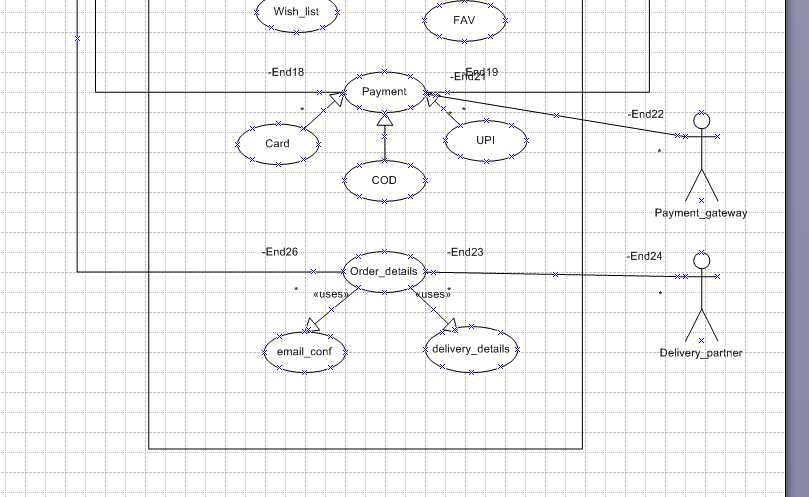 Wish_list
FAV
-End18
-End19
-End21
Payment
*
*
*
-End22
*
Card
UPI
COD
Payment_gateway
-End26
-End23
-End24
Order_details
*
*
*
«uses»
«uses»
email_conf
delivery_details
Delivery_partner